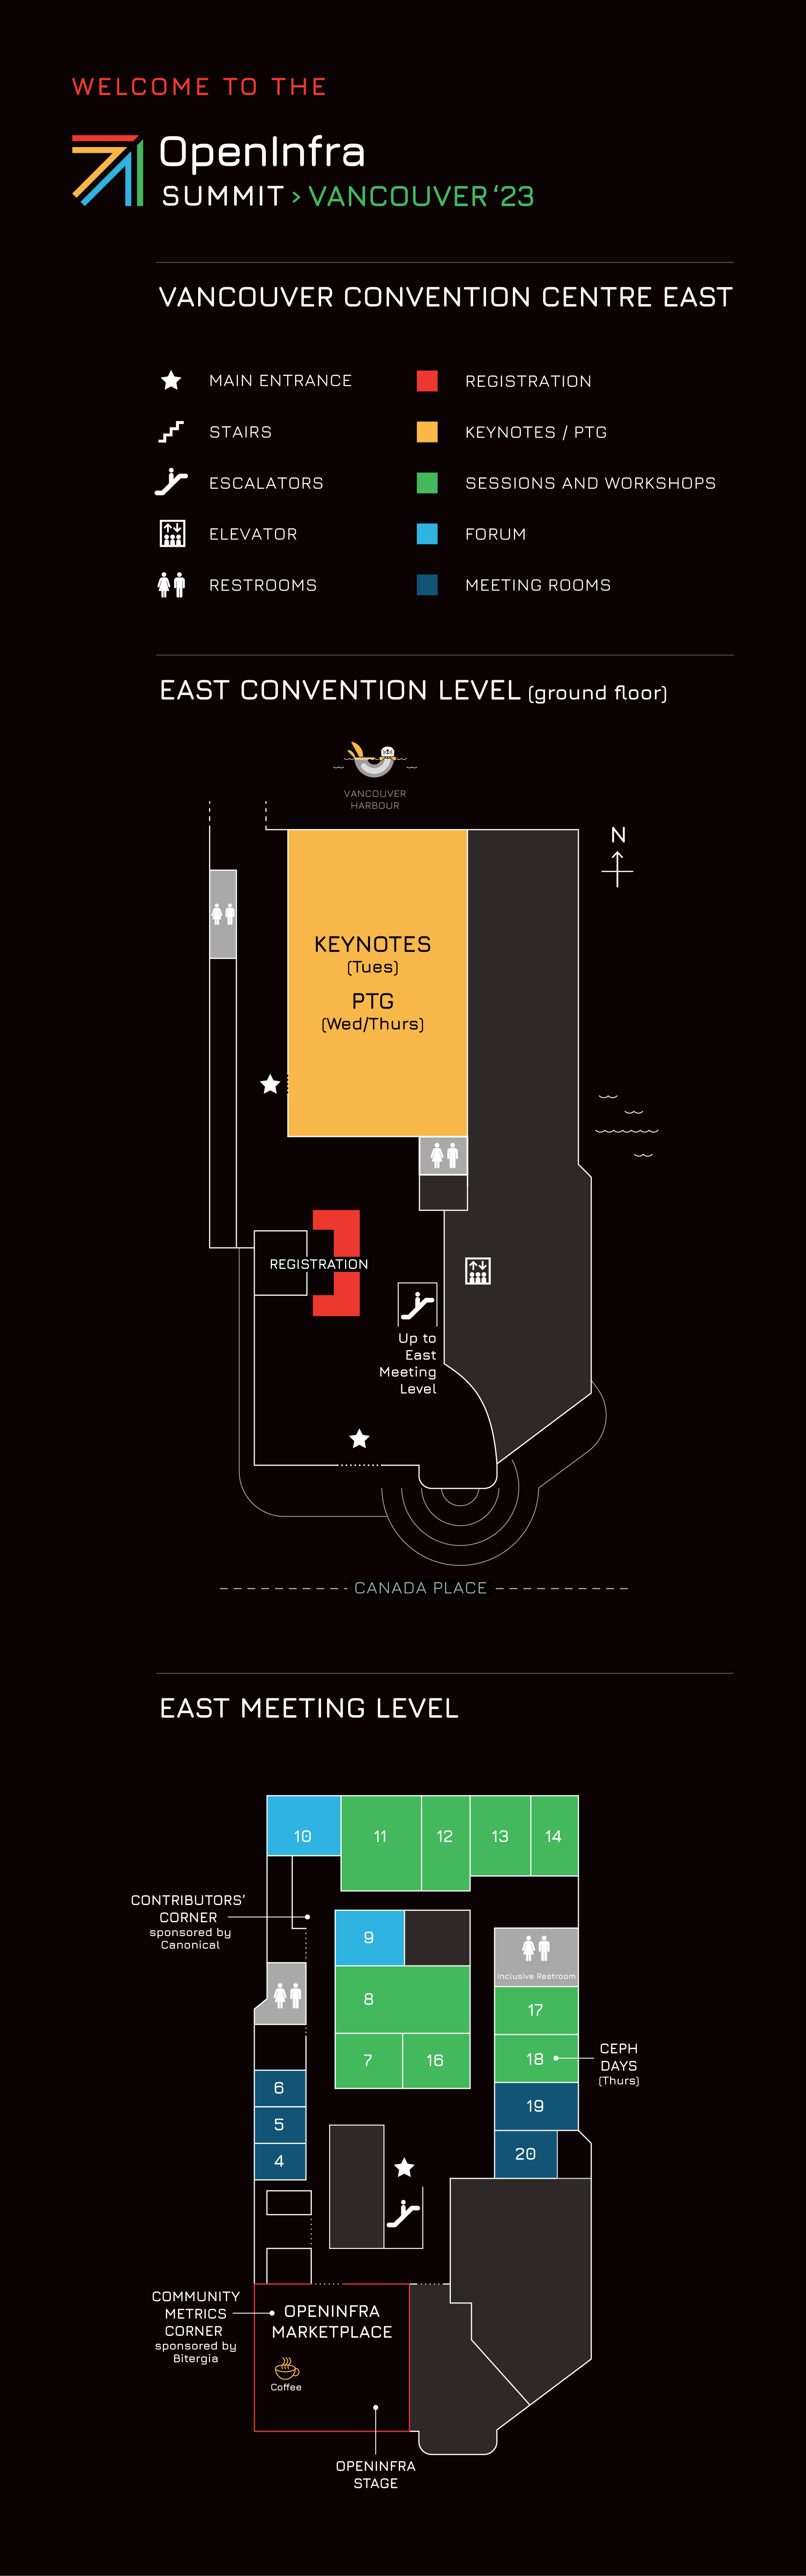 WELCOME TO THE
OpenInfra
SUMMIT > VANCOUVER '23
VANCOUVER CONVENTION CENTRE EAST
MAIN ENTRANCE
REGISTRATION
STAIRS
KEYNOTES / PTG
ESCALATORS
SESSIONS AND WORKSHOPS
ELEVATOR
FORUM
RESTROOMS
MEETING ROOMS
EAST CONVENTION LEVEL (ground floor)
VANCOUVER
HARBOUR
N
KEYNOTES
(Tues)
PTG
(Wed/Thurs)
REGISTRATION
Up to
East
Meeting
Level
CANADA PLACE
EAST MEETING LEVEL
10
11
12
13
14
CONTRIBUTORS'
CORNER
sponsored by
Canonical
9
Inclusive Restroom
8
17
7
16
18
CEPH
DAYS
(Thurs)
6
19
5
20
4
COMMUNITY
METRICS
CORNER
sponsored by
Bitergia
OPENINFRA
MARKETPLACE
Coffee
OPENINFRA
STAGE